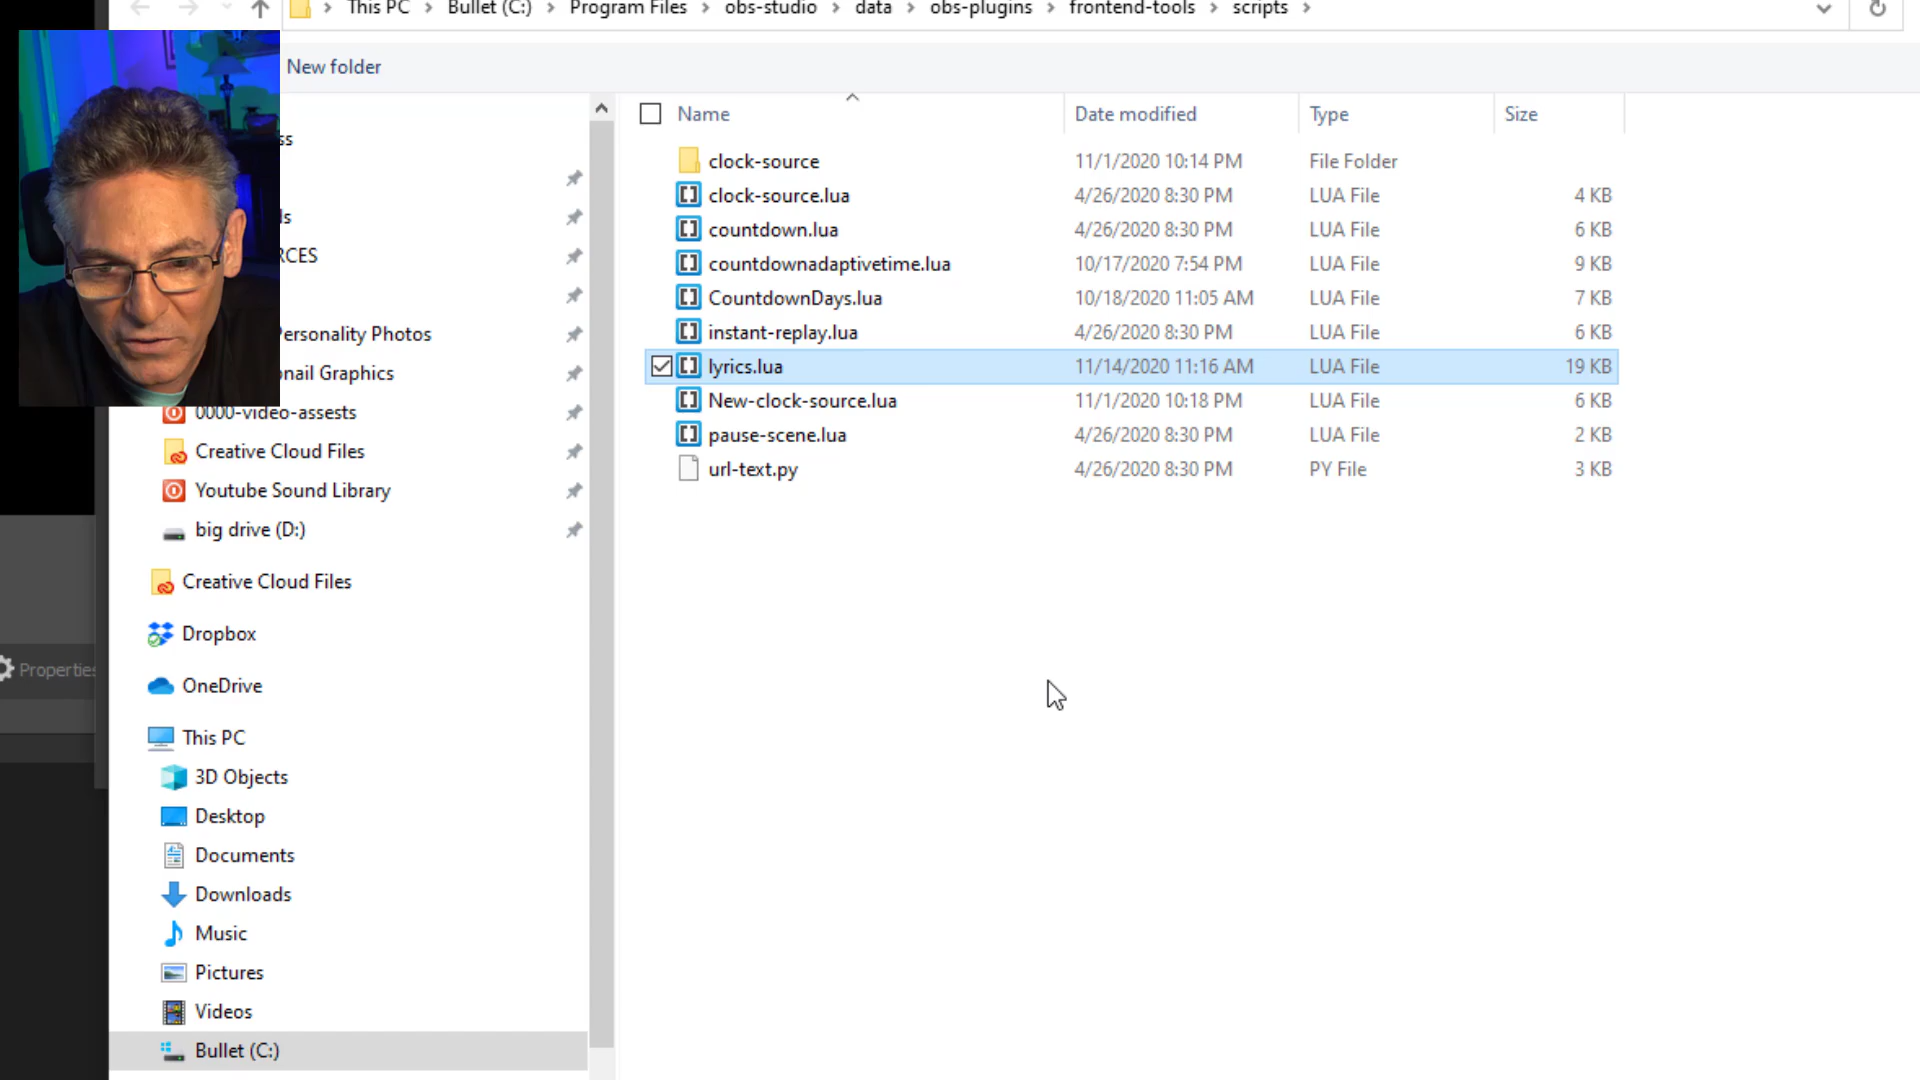 This PC > Bullet (C:) > Program Files > obs-studio > data > obs-plugins > frontend-tools > scripts >
New folder
Name Date modified Type Size
clock-source 11/1/2020 10:14 PM File Folder
clock-source.lua 4/26/2020 8:30 PM LUA File 4 KB
countdown.lua 4/26/2020 8:30 PM LUA File 6 KB
countdownadaptivetime.lua 10/17/2020 7:54 PM LUA File 9 KB
CountdownDays.lua 10/18/2020 11:05 AM LUA File 7 KB
instant-replay.lua 4/26/2020 8:30 PM LUA File 6 KB
lyrics.lua 11/14/2020 11:16 AM LUA File 19 KB
New-clock-source.lua 11/1/2020 10:18 PM LUA File 6 KB
pause-scene.lua 4/26/2020 8:30 PM LUA File 2 KB
url-text.py 4/26/2020 8:30 PM PY File 3 KB
ss
ls
RCES
Personality Photos
nail Graphics
0000-video-assests
Creative Cloud Files
Youtube Sound Library
big drive (D:)
Creative Cloud Files
Dropbox
OneDrive
This PC
3D Objects
Desktop
Documents
Downloads
Music
Pictures
Videos
Bullet (C:)
Properties